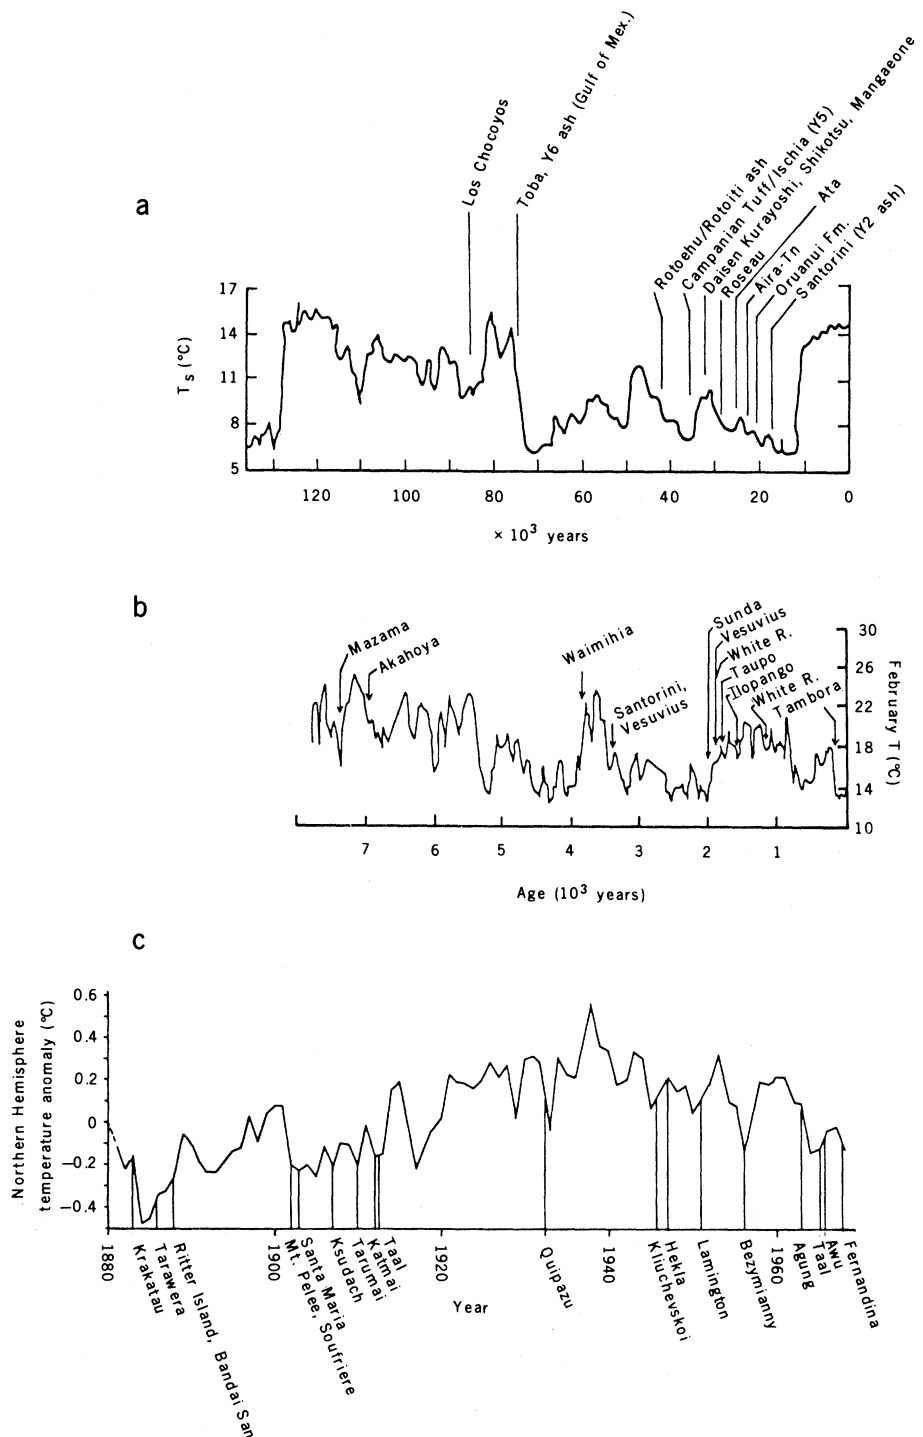 a
Los Chocoyos
Toba, Y6 ash (Gulf of Mex.)
Rotoehu/Rotoiti ash
Campanian Tuff/Ischia (Y5)
Daisen Kurayoshi, Shikotsu, Mangaeone
Roseau
Ata
Aira-Tn
Oruanui Fm.
Santorini (Y2 ash)
17
14
11
8
5
Ts (°C)
120 100 80 60 40 20 0
× 10³ years
b
Mazama
Akahoya
Waimihia
Santorini,
Vesuvius
Sunda
Vesuvius
White R.
Taupo
Ilopango
White R.
Tambora
30
26
22
18
14
10
February T (°C)
7 6 5 4 3 2 1
Age (10³ years)
c
Northern Hemisphere
temperature anomaly (°C)
0.6
0.4
0.2
0
−0.2
−0.4
1880
Krakatau
Tarawera
Ritter Island, Bandai San
1900
Mt. Pelee, Soufriere
Santa Maria
Ksudach
Tarumai
Katmai
Taal
1920
Year
Quipazu
1940
Kliuchevskoi
Hekla
Lamington
Bezymianny
1960
Agung
Taal
Awu
Fernandina